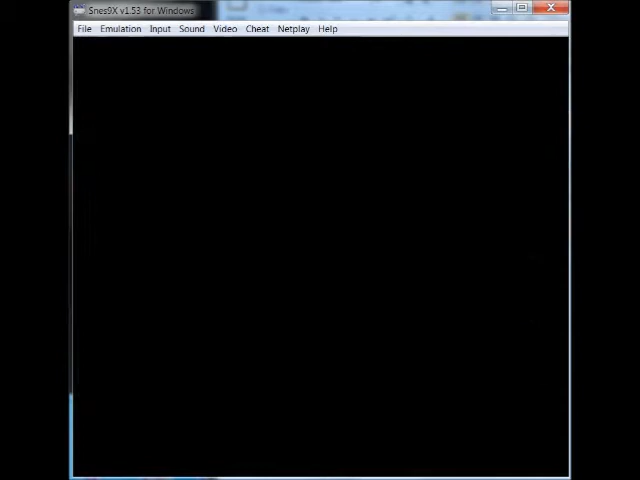 Snes9X v1.53 for Windows
File Emulation Input Sound Video Cheat Netplay Help